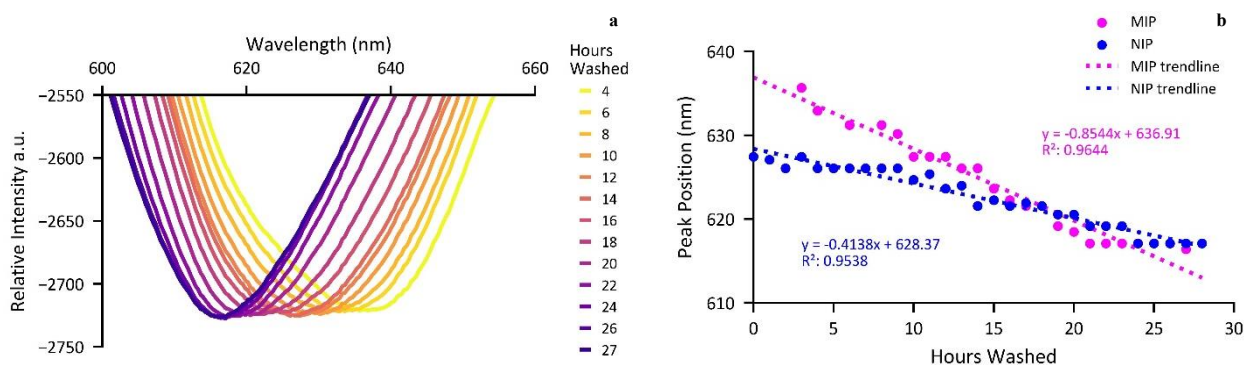 a
Wavelength (nm)
600 620 640 660
Relative Intensity a.u.
−2550
−2600
−2650
−2700
−2750
Hours
Washed
4
6
8
10
12
14
16
18
20
22
24
26
27
b
MIP
NIP
MIP trendline
NIP trendline
Peak Position (nm)
640
630
620
610
y = -0.8544x + 636.91
R²: 0.9644
y = -0.4138x + 628.37
R²: 0.9538
0 5 10 15 20 25 30
Hours Washed